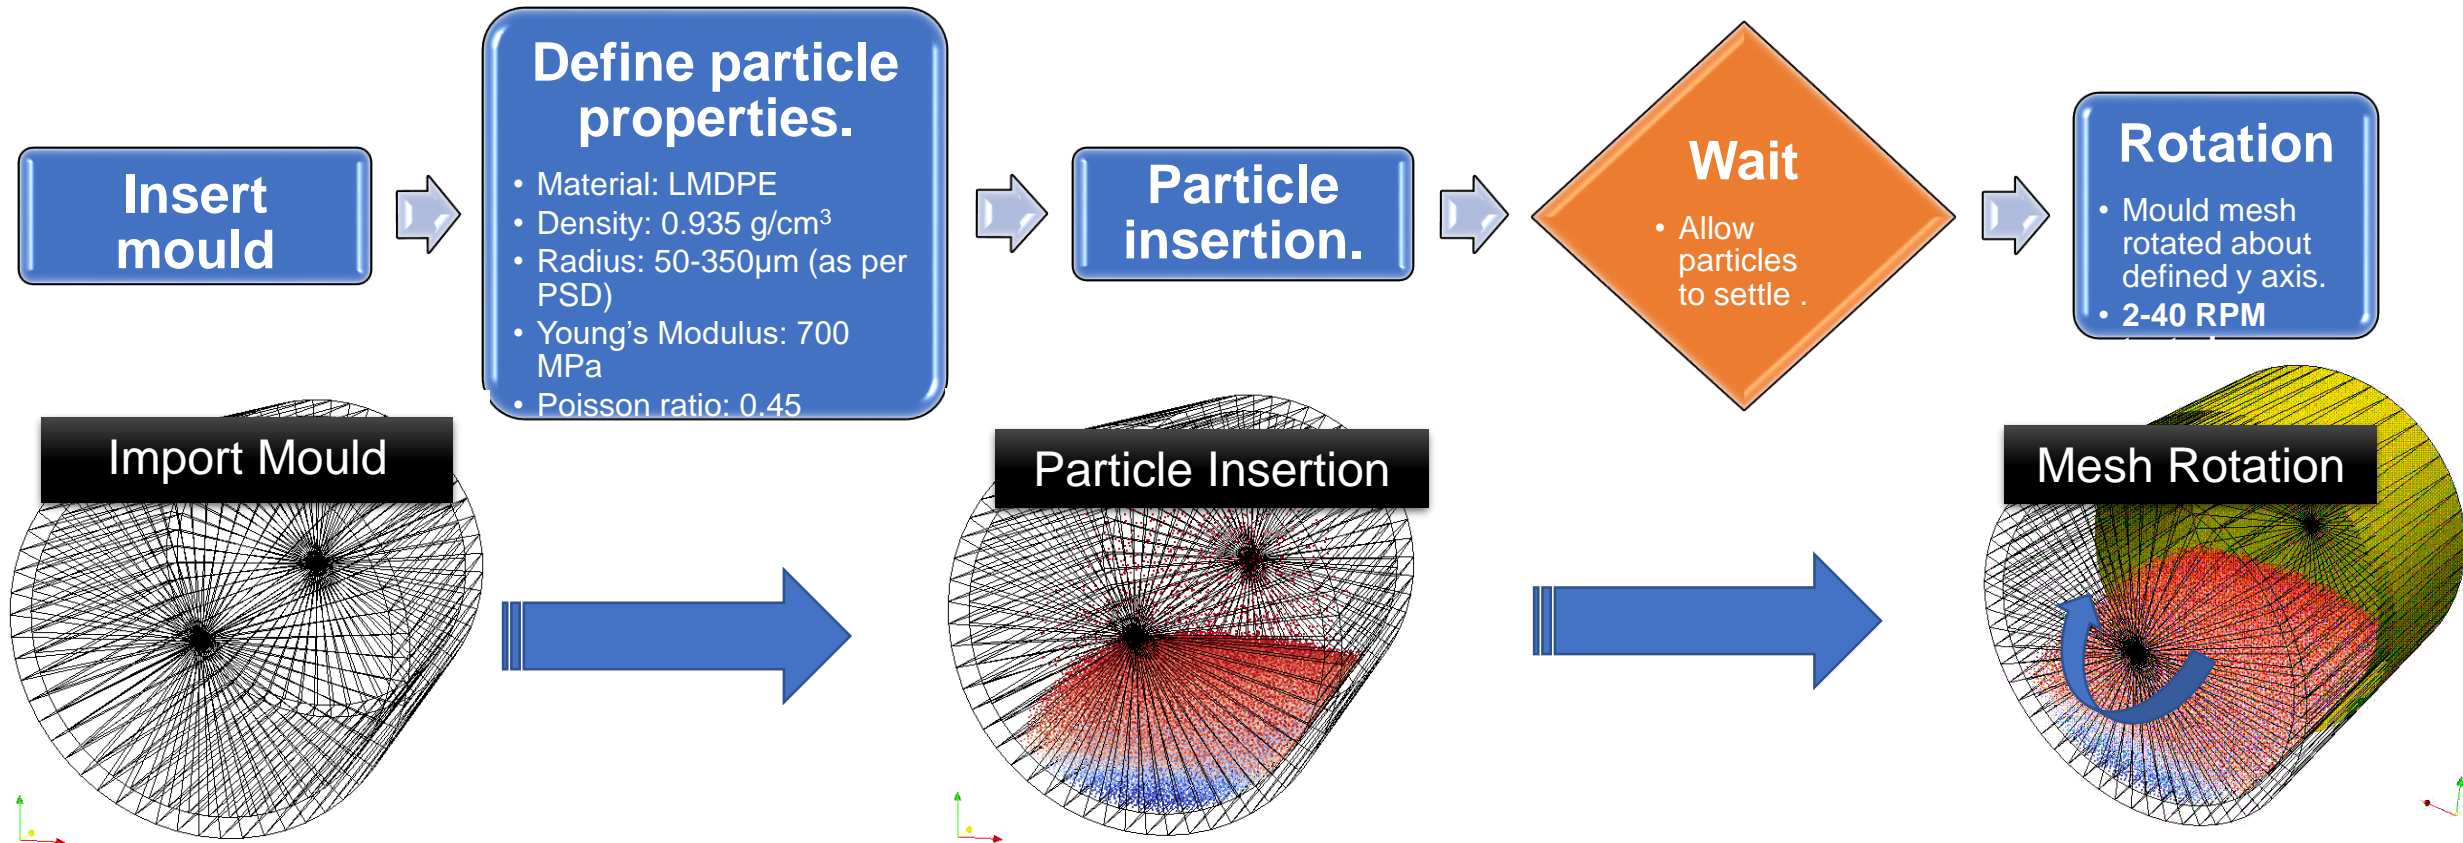 Insert
mould
Define particle
properties.
• Material: LMDPE
• Density: 0.935 g/cm³
• Radius: 50-350µm (as per
PSD)
• Young’s Modulus: 700
MPa
• Poisson ratio: 0.45
Particle
insertion.
Wait
• Allow
particles
to settle .
Rotation
• Mould mesh
rotated about
defined y axis.
• 2-40 RPM
Import Mould
Particle Insertion
Mesh Rotation